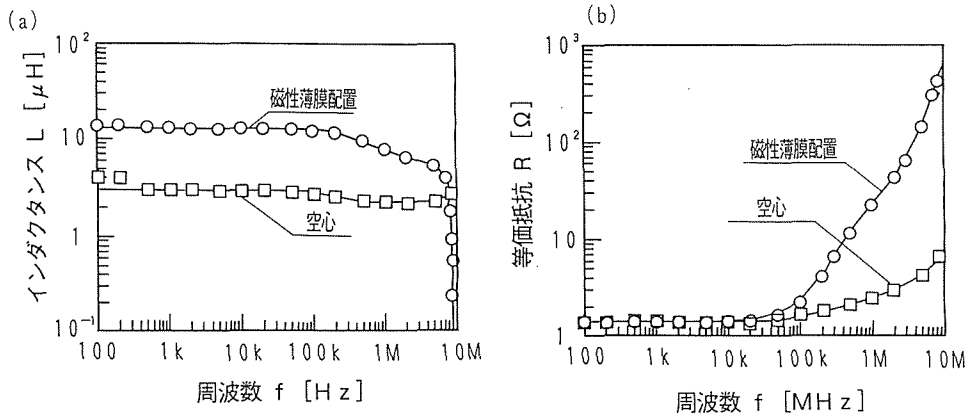 (a)
インダクタンス L [μH]
10²
10
1
10⁻¹
磁性薄膜配置
空心
100 1k 10k 100k 1M 10M
周波数 f [Hz]
(b)
等価抵抗 R [Ω]
10³
10²
10
1
磁性薄膜配置
空心
100 1k 10k 100k 1M 10M
周波数 f [MHz]